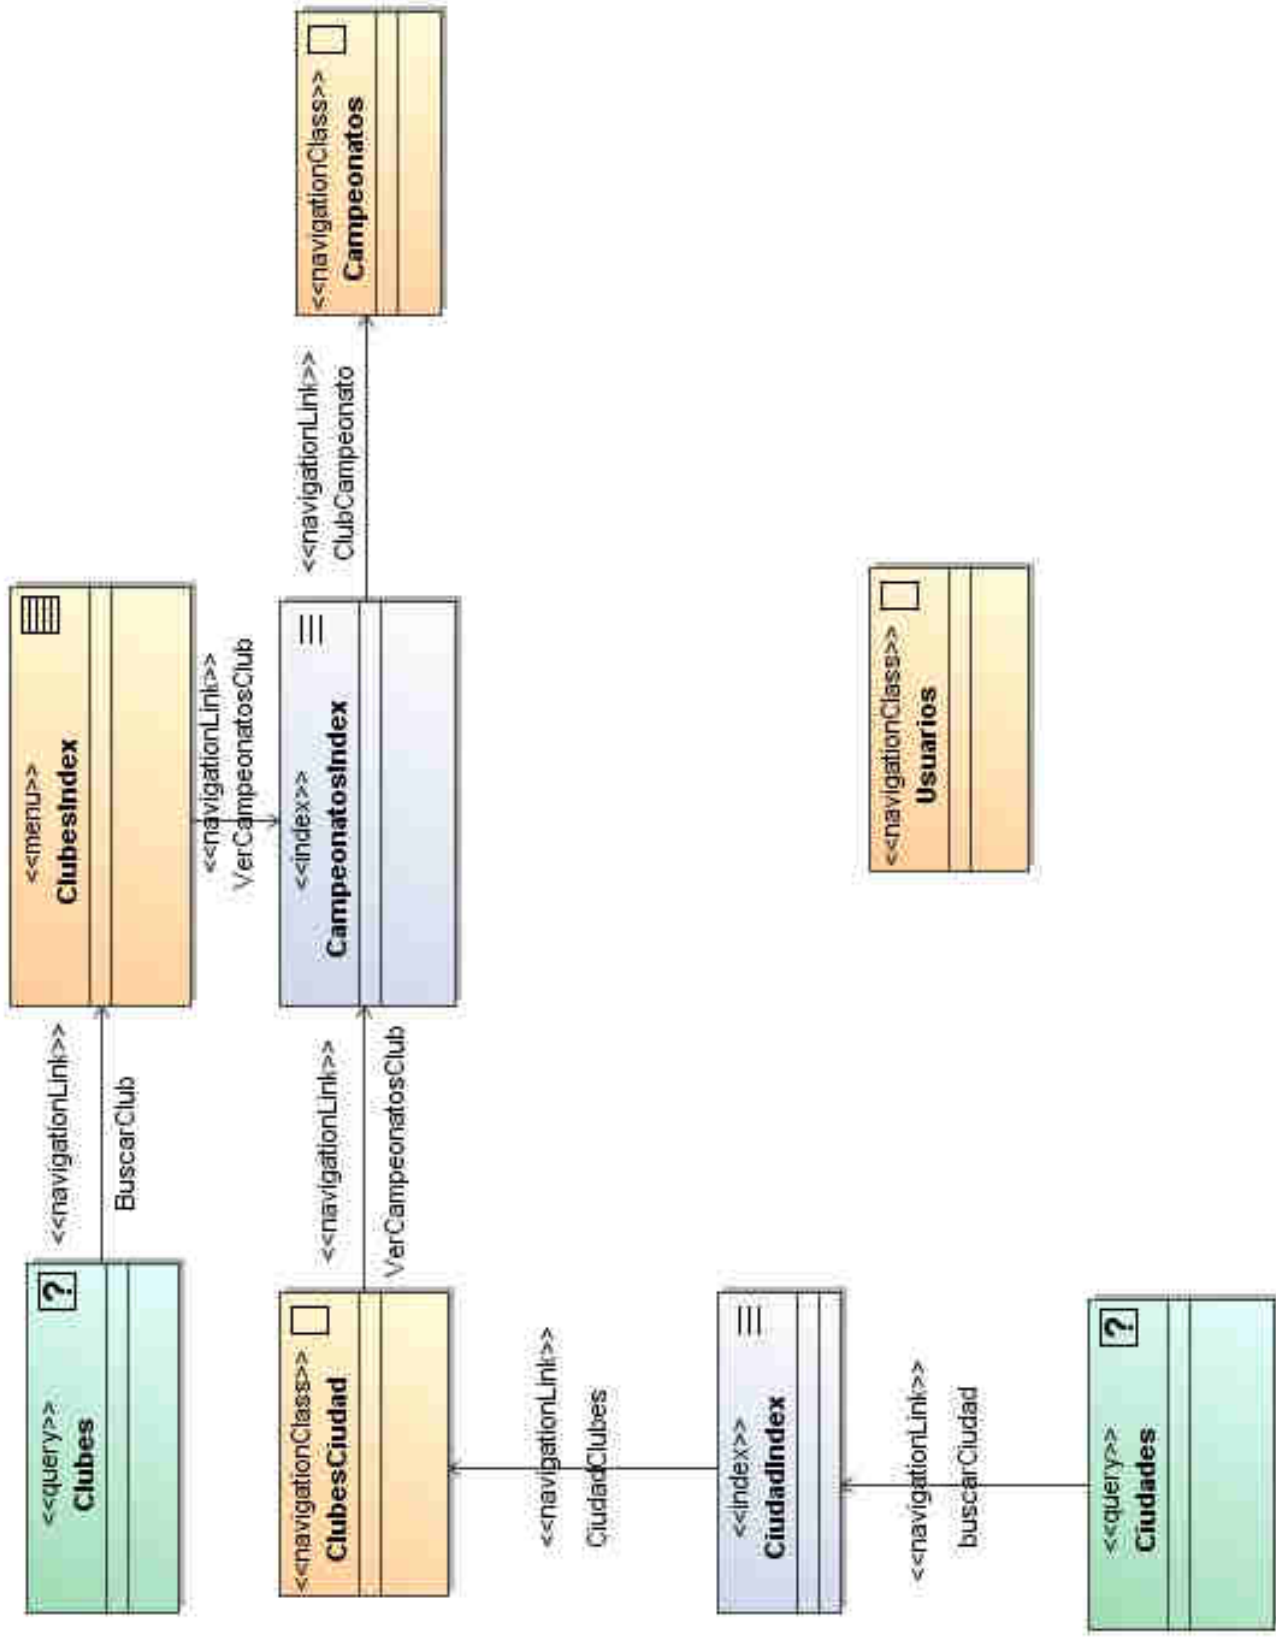 <<query>>
Clubes
<<navigationLink>>
BuscarClub
<<menu>>
ClubesIndex
<<navigationLink>>
VerCampeonatosClub
<<navigationClass>>
ClubesCiudad
<<navigationLink>>
VerCampeonatosClub
<<index>>
CampeonatosIndex
<<navigationLink>>
ClubCampeonato
<<navigationClass>>
Campeonatos
<<navigationLink>>
CiudadClubes
<<index>>
CiudadIndex
<<navigationClass>>
Usuarios
<<navigationLink>>
buscarCiudad
<<query>>
Ciudades